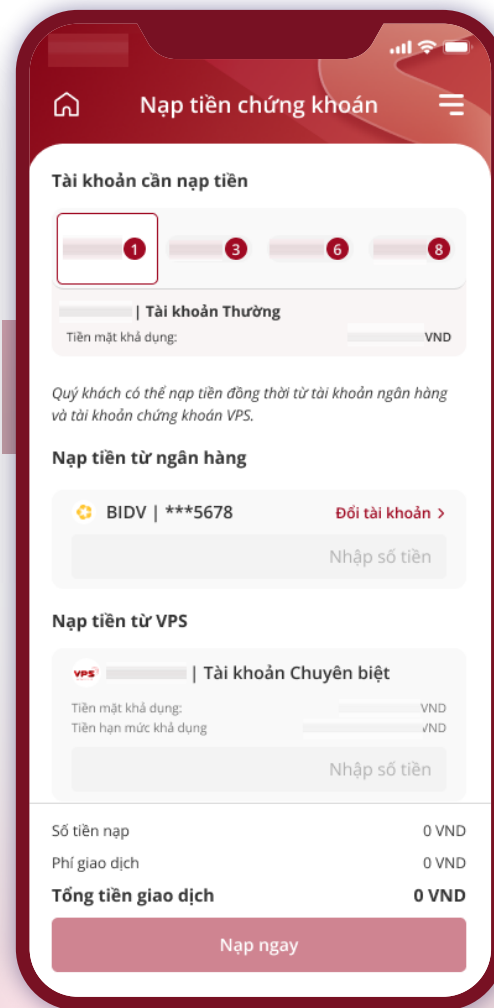 Nạp tiền chứng khoán
Tài khoản cần nạp tiền
1 3 6 8
| Tài khoản Thường
Tiền mặt khả dụng: VND
Quý khách có thể nạp tiền đồng thời từ tài khoản ngân hàng
và tài khoản chứng khoán VPS.
Nạp tiền từ ngân hàng
BIDV | ***5678 Đổi tài khoản >
Nhập số tiền
Nạp tiền từ VPS
VPS | Tài khoản Chuyên biệt
Tiền mặt khả dụng: VND
Tiền hạn mức khả dụng VND
Nhập số tiền
Số tiền nạp 0 VND
Phí giao dịch 0 VND
Tổng tiền giao dịch 0 VND
Nạp ngay